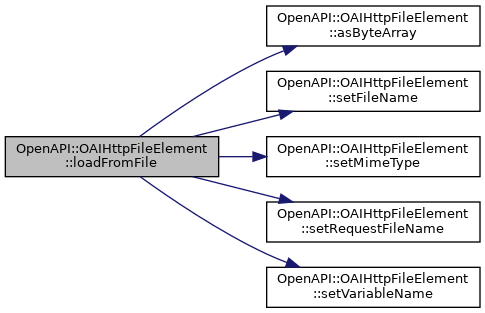 OpenAPI::OAIHttpFileElement
::asByteArray
OpenAPI::OAIHttpFileElement
::setFileName
OpenAPI::OAIHttpFileElement
::loadFromFile
OpenAPI::OAIHttpFileElement
::setMimeType
OpenAPI::OAIHttpFileElement
::setRequestFileName
OpenAPI::OAIHttpFileElement
::setVariableName